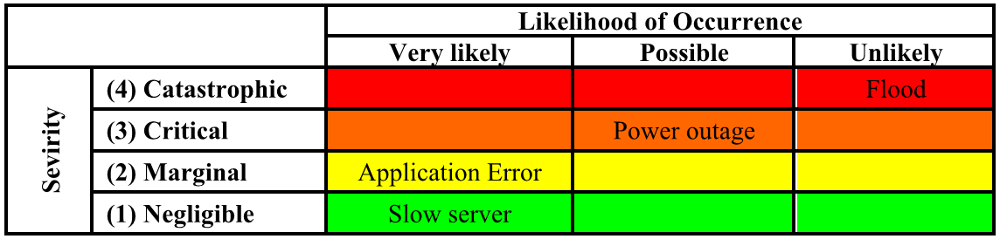 Likelihood of Occurrence
Very likely Possible Unlikely
Sevirity
(4) Catastrophic Flood
(3) Critical Power outage
(2) Marginal Application Error
(1) Negligible Slow server